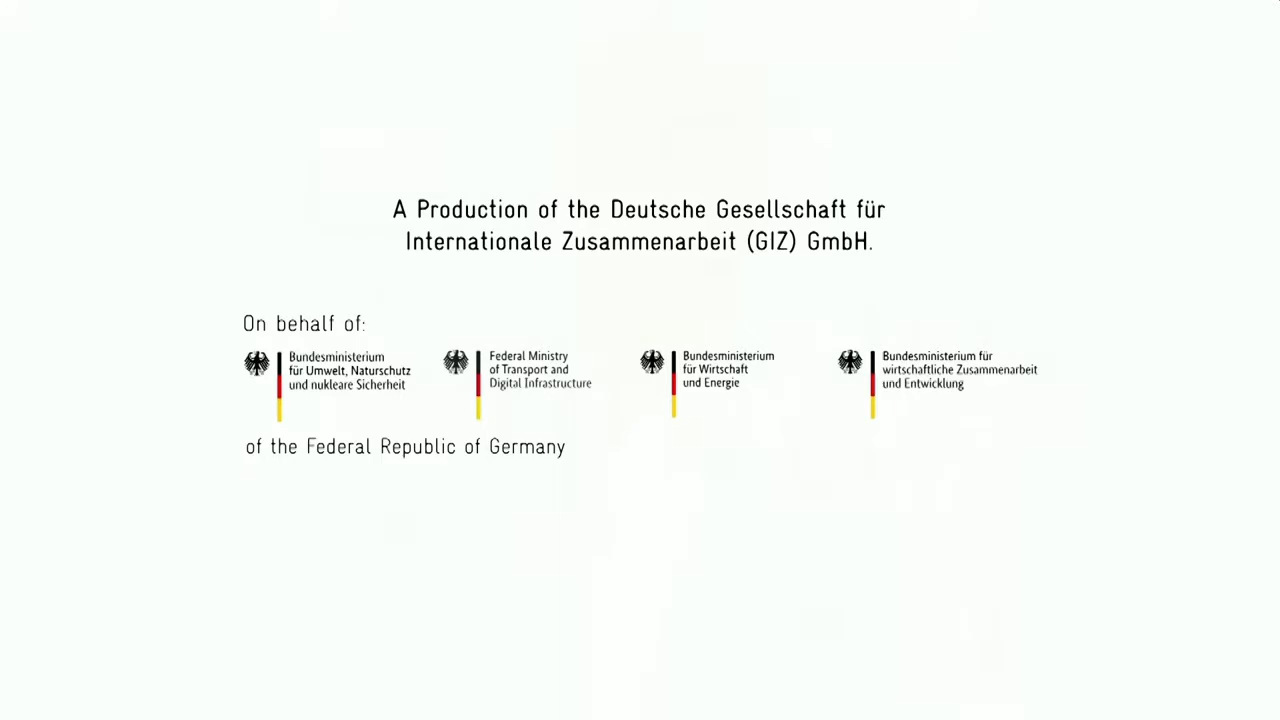 A Production of the Deutsche Gesellschaft für
Internationale Zusammenarbeit (GIZ) GmbH.
On behalf of:
Bundesministerium
für Umwelt, Naturschutz
und nukleare Sicherheit
Federal Ministry
of Transport and
Digital Infrastructure
Bundesministerium
für Wirtschaft
und Energie
Bundesministerium für
wirtschaftliche Zusammenarbeit
und Entwicklung
of the Federal Republic of Germany